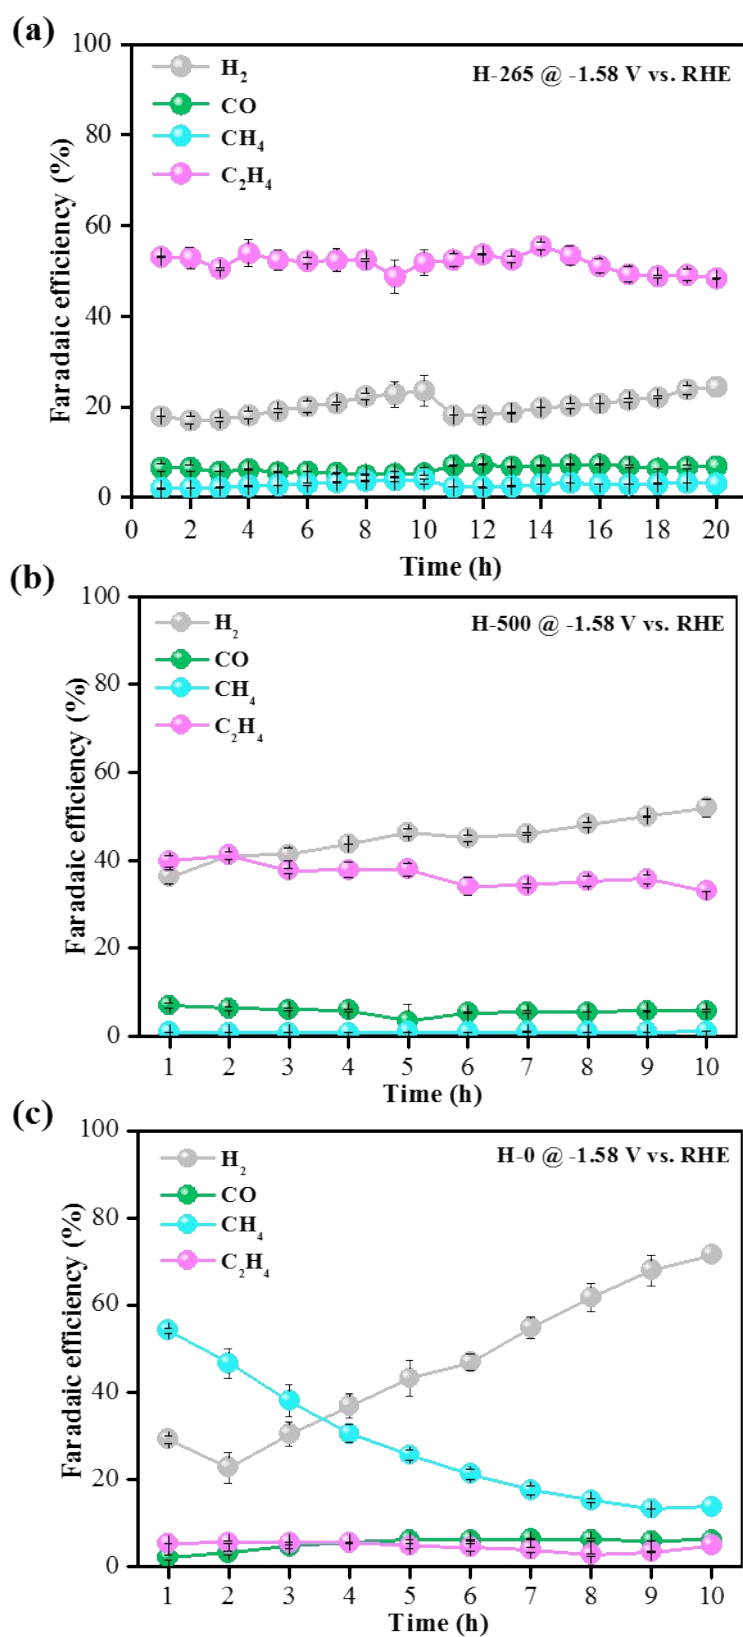 (a)
100
80
60
40
20
0
Faradaic efficiency (%)
H₂
CO
CH₄
C₂H₄
H-265 @ -1.58 V vs. RHE
0 2 4 6 8 10 12 14 16 18 20
Time (h)
(b)
100
80
60
40
20
0
Faradaic efficiency (%)
H₂
CO
CH₄
C₂H₄
H-500 @ -1.58 V vs. RHE
1 2 3 4 5 6 7 8 9 10
Time (h)
(c)
100
80
60
40
20
0
Faradaic efficiency (%)
H₂
CO
CH₄
C₂H₄
H-0 @ -1.58 V vs. RHE
1 2 3 4 5 6 7 8 9 10
Time (h)